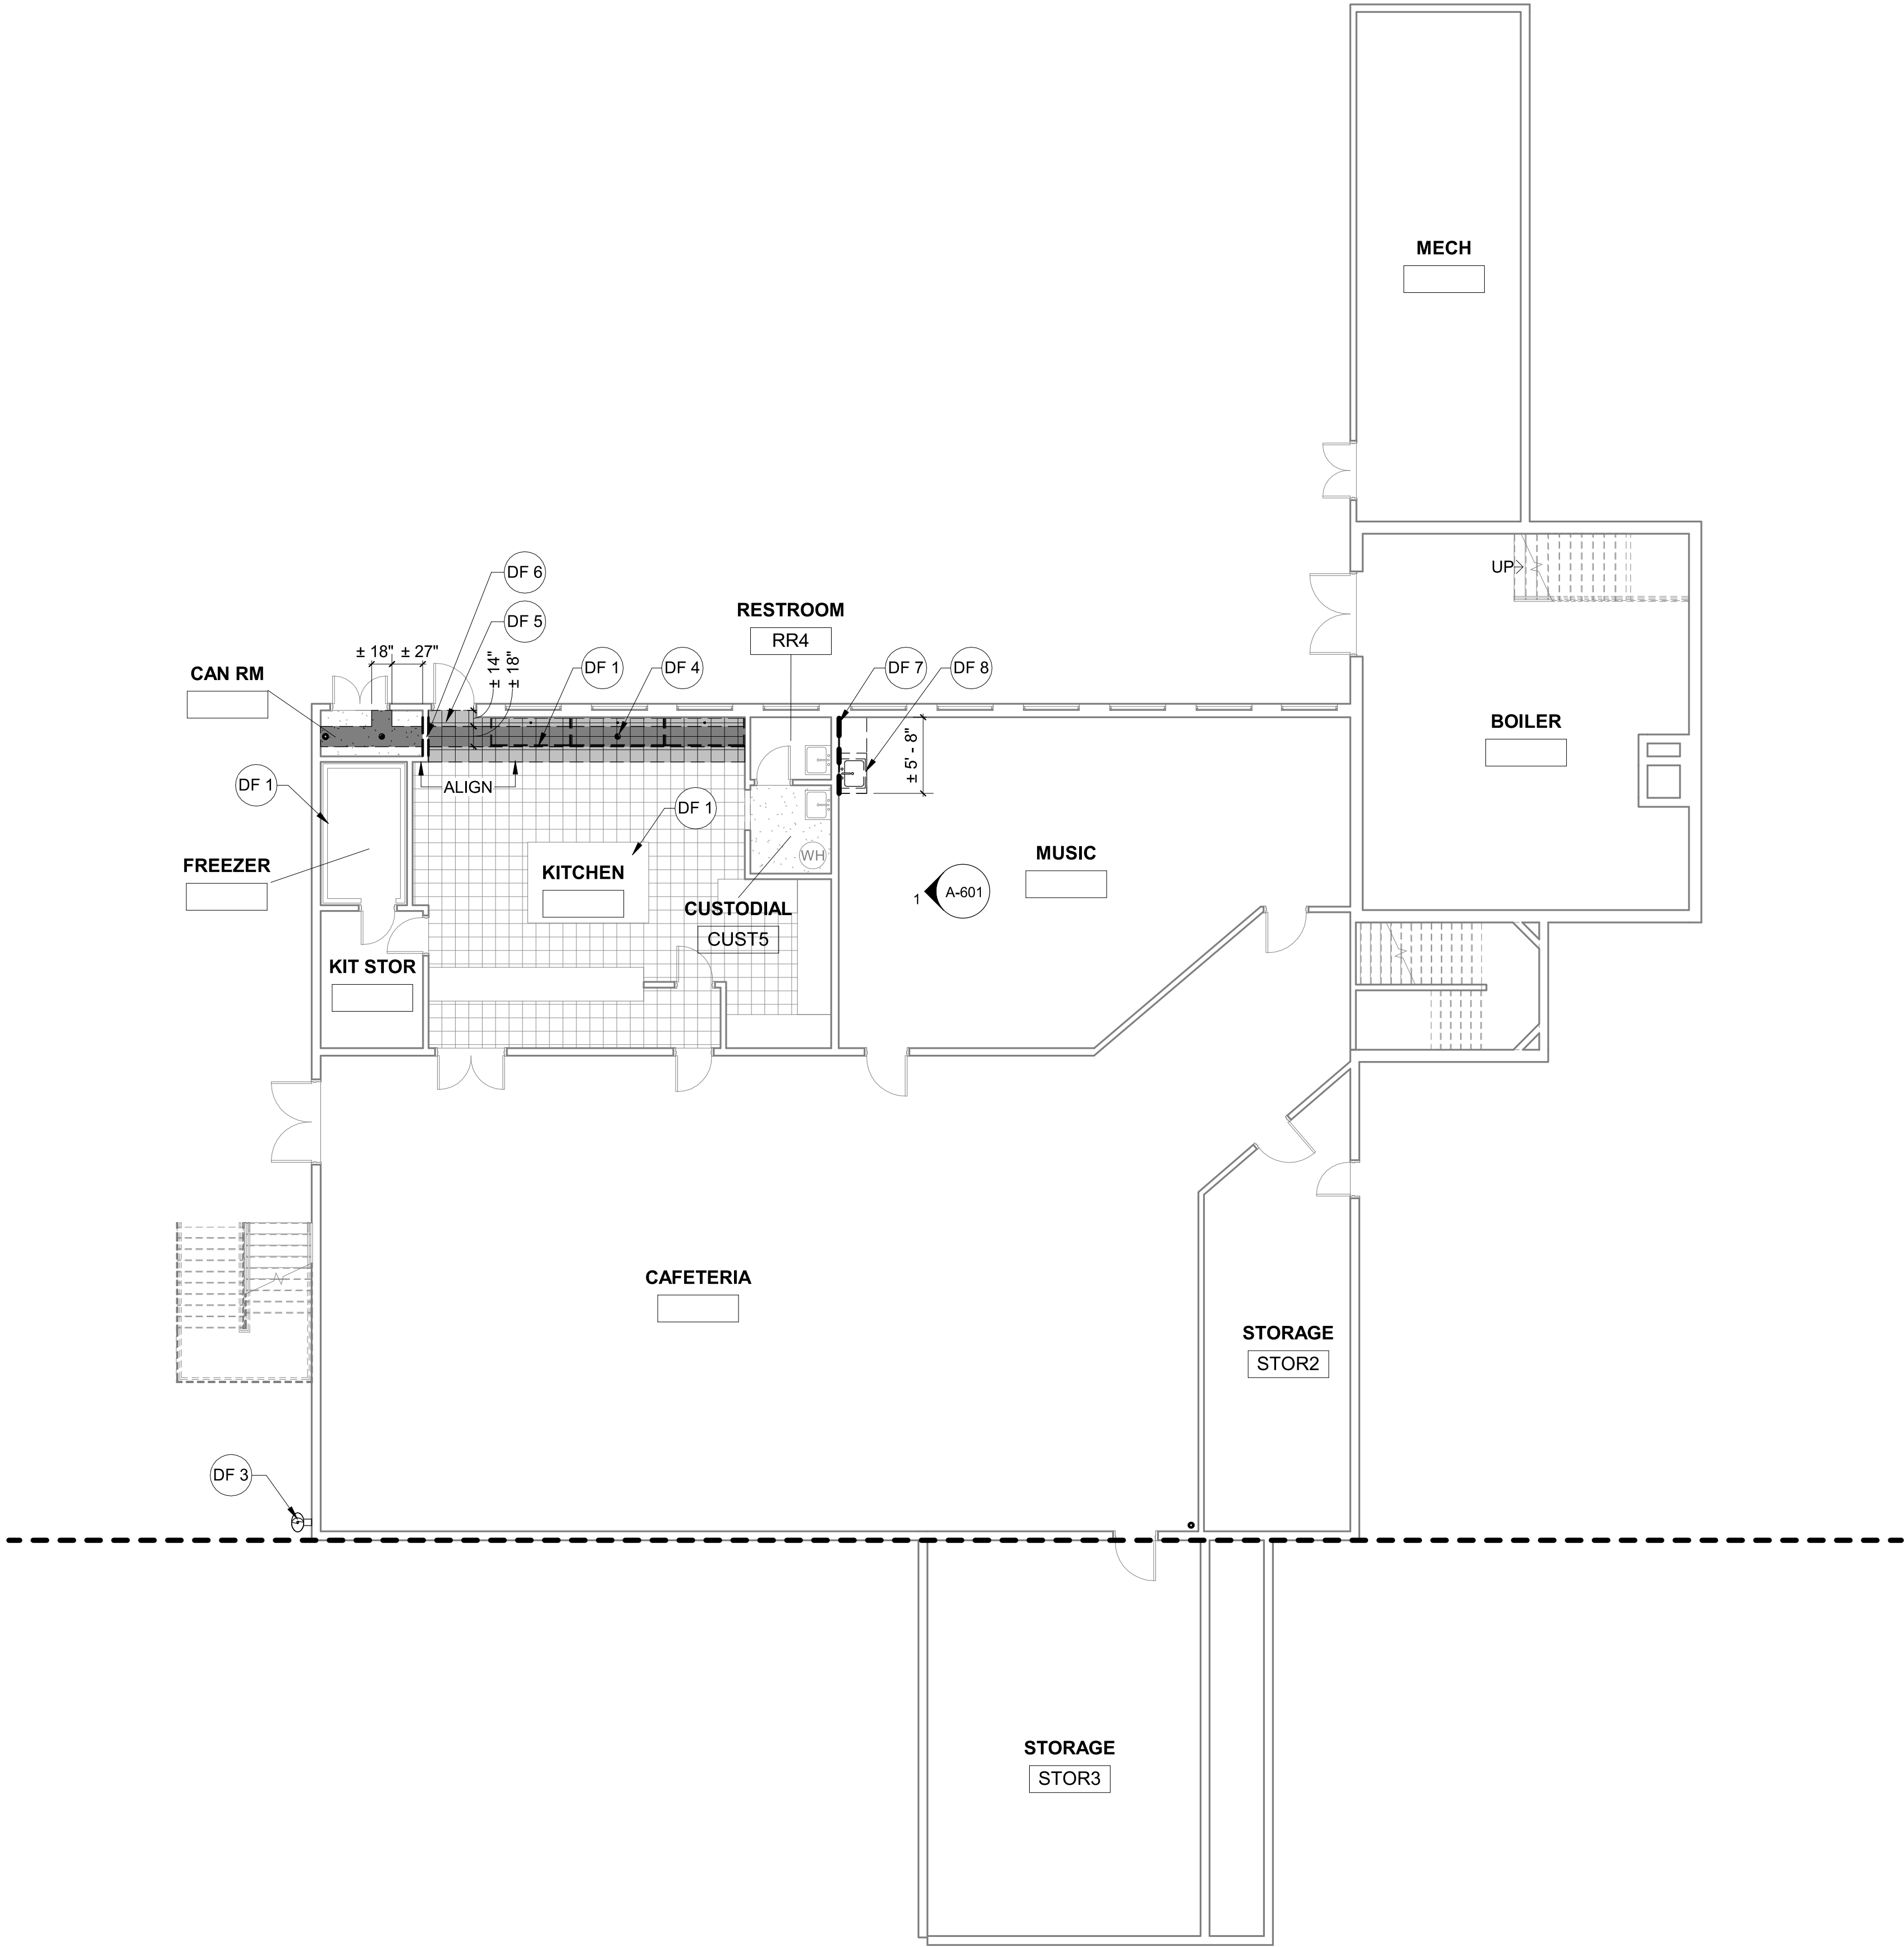 MECH
UP
DF 6
DF 5
RESTROOM
RR4
± 18" ± 27"
± 14"
± 18"
DF 1
DF 4
DF 7
DF 8
CAN RM
BOILER
± 5' - 8"
DF 1
ALIGN
DF 1
WH
MUSIC
FREEZER
KITCHEN
1
A-601
CUSTODIAL
CUST5
KIT STOR
CAFETERIA
STORAGE
STOR2
DF 3
STORAGE
STOR3